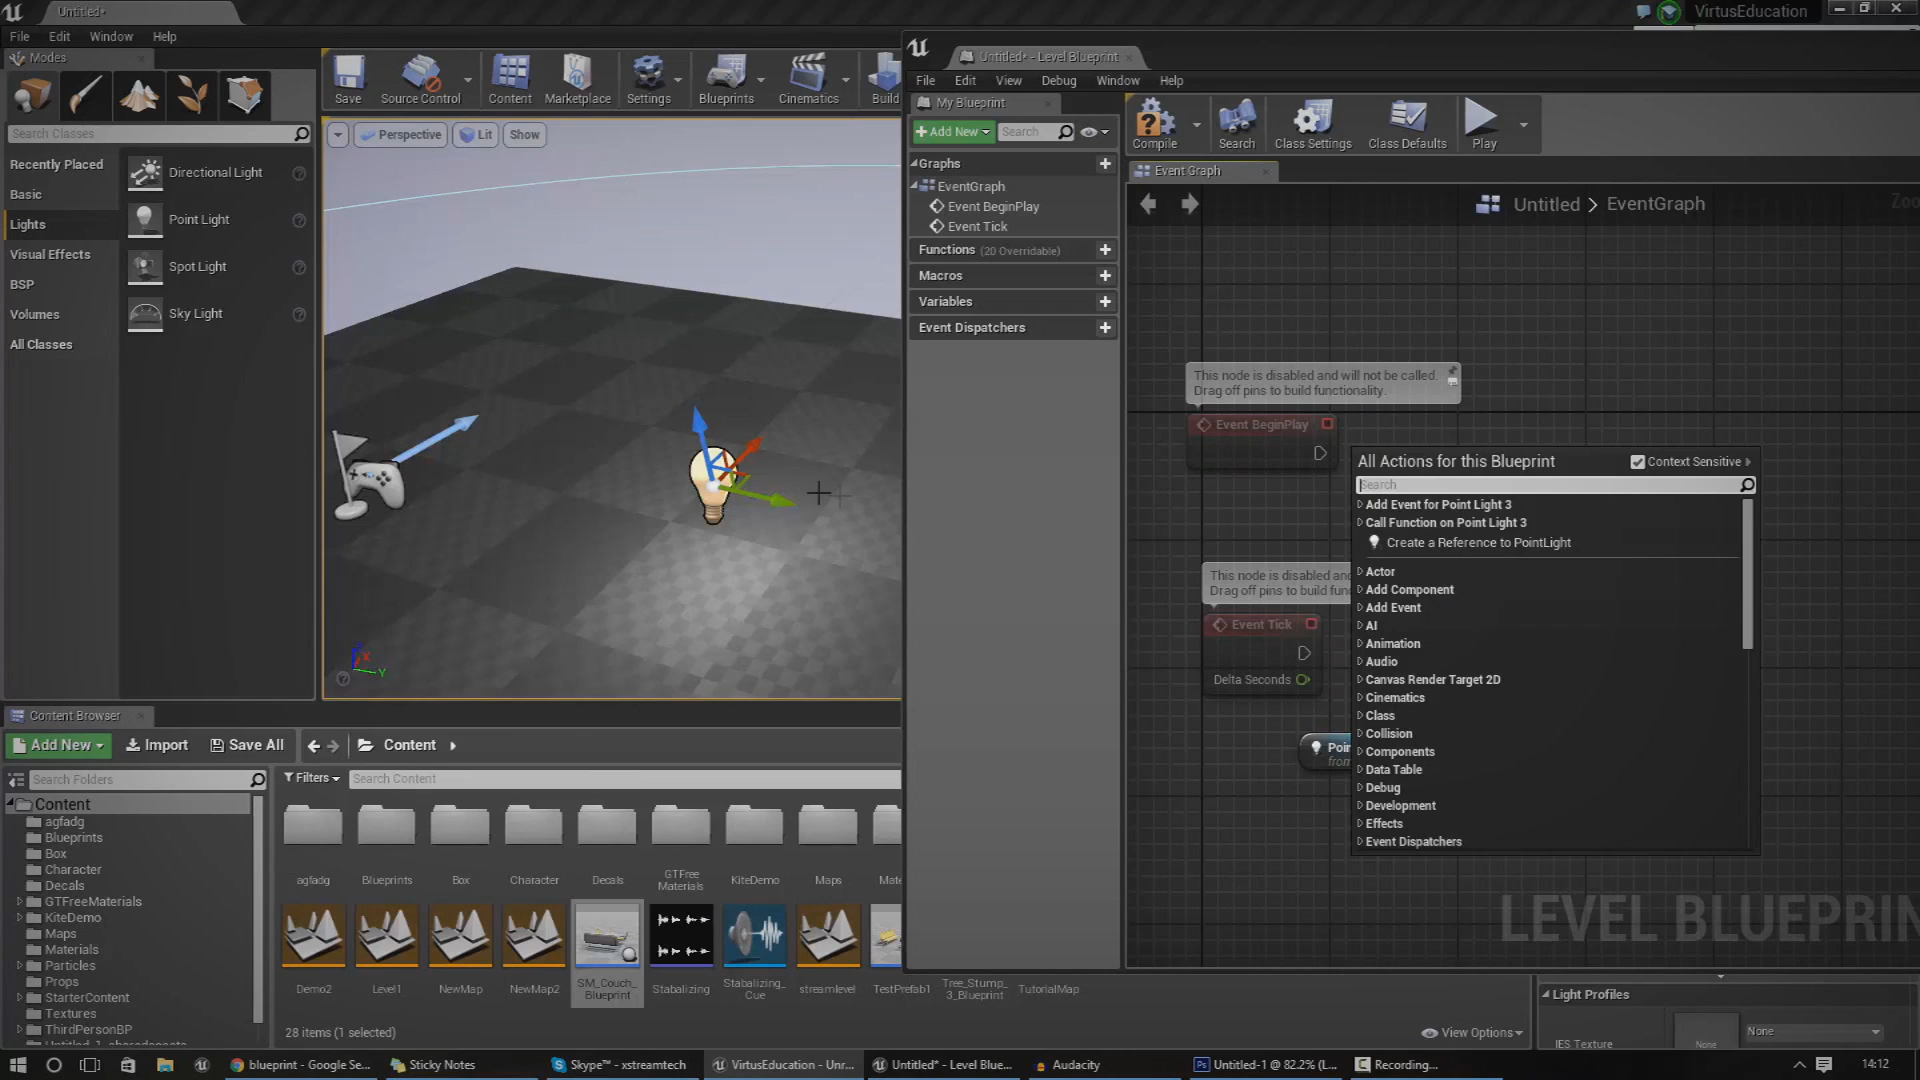 Untitled*
VirtusEducation
File Edit Window Help
Modes
Search Classes
Recently Placed
Basic
Lights
Visual Effects
BSP
Volumes
All Classes
Directional Light
Point Light
Spot Light
Sky Light
Save Source Control Content Marketplace Settings Blueprints Cinematics Build
Perspective Lit Show
Untitled* - Level Blueprint
File Edit View Debug Window Help
My Blueprint
Add New Search
Graphs
EventGraph
Event BeginPlay
Event Tick
Functions (20 Overridable)
Macros
Variables
Event Dispatchers
Compile Search Class Settings Class Defaults Play
Event Graph
Untitled > EventGraph
Zoo
This node is disabled and will not be called.
Drag off pins to build functionality.
Event BeginPlay
This node is disabled an
Drag off pins to build func
Event Tick
Delta Seconds
Poin
from
All Actions for this Blueprint Context Sensitive
Search
Add Event for Point Light 3
Call Function on Point Light 3
Create a Reference to PointLight
Actor
Add Component
Add Event
AI
Animation
Audio
Canvas Render Target 2D
Cinematics
Class
Collision
Components
Data Table
Debug
Development
Effects
Event Dispatchers
LEVEL BLUEPRIN
X Y
Content Browser
Add New Import Save All Content
Search Folders
Filters Search Content
Content
agfadg
Blueprints
Box
Character
Decals
GTFreeMaterials
KiteDemo
Maps
Materials
Particles
Props
StarterContent
Textures
ThirdPersonBP
agfadg Blueprints Box Character Decals GTFree Materials KiteDemo Maps Mate
Demo2 Level1 NewMap NewMap2 SM_Couch_ Blueprint Stabalizing Stabalizing_ Cue streamlevel TestPrefab1 Tree_Stump_ 3_Blueprint TutorialMap
28 items (1 selected)
View Options
Light Profiles
IES Texture
None
None
blueprint - Google Se... Sticky Notes Skype™ - xstreamtech VirtusEducation - Unr... Untitled* - Level Blue... Audacity Untitled-1 @ 82.2% (L... Recording... 14:12